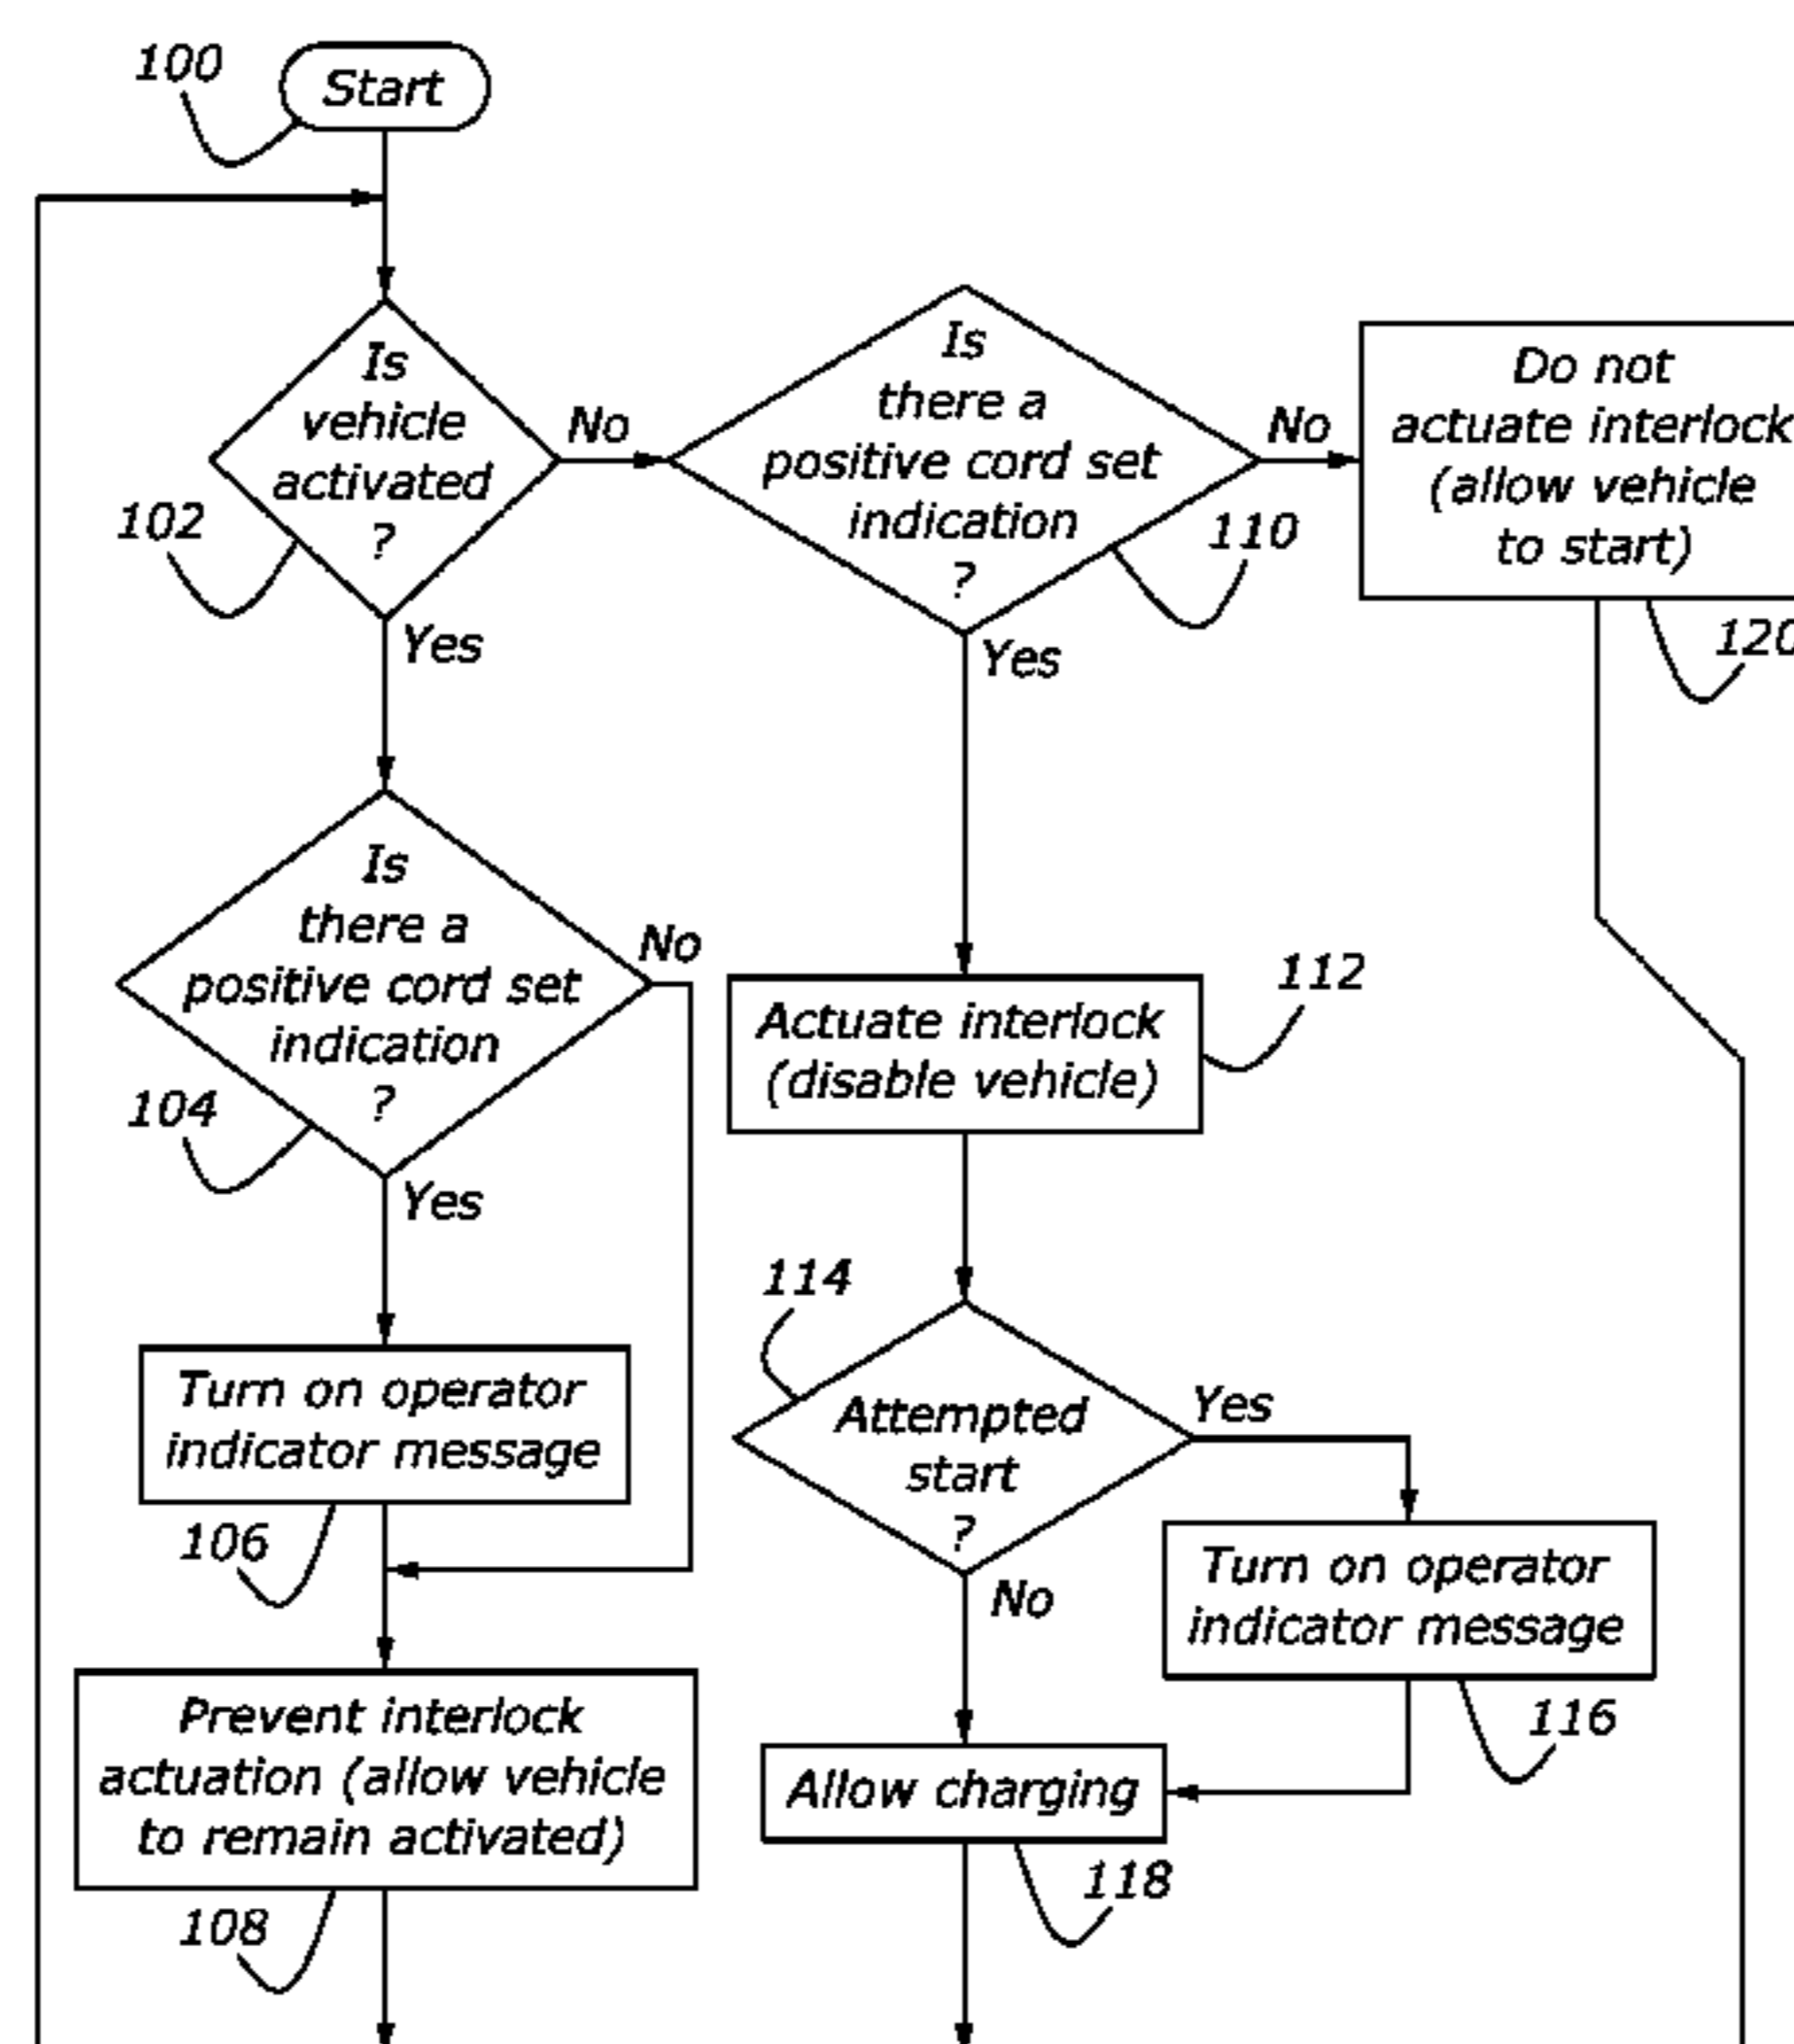 100
Start
Is
vehicle
activated
?
102
No
Yes
Is
there a
positive cord set
indication
?
110
No
Yes
Do not
actuate interlock
(allow vehicle
to start)
120
Is
there a
positive cord set
indication
?
104
No
Yes
Actuate interlock
(disable vehicle)
112
114
Attempted
start
?
Yes
No
Turn on operator
indicator message
106
Turn on operator
indicator message
116
Prevent interlock
actuation (allow vehicle
to remain activated)
108
Allow charging
118